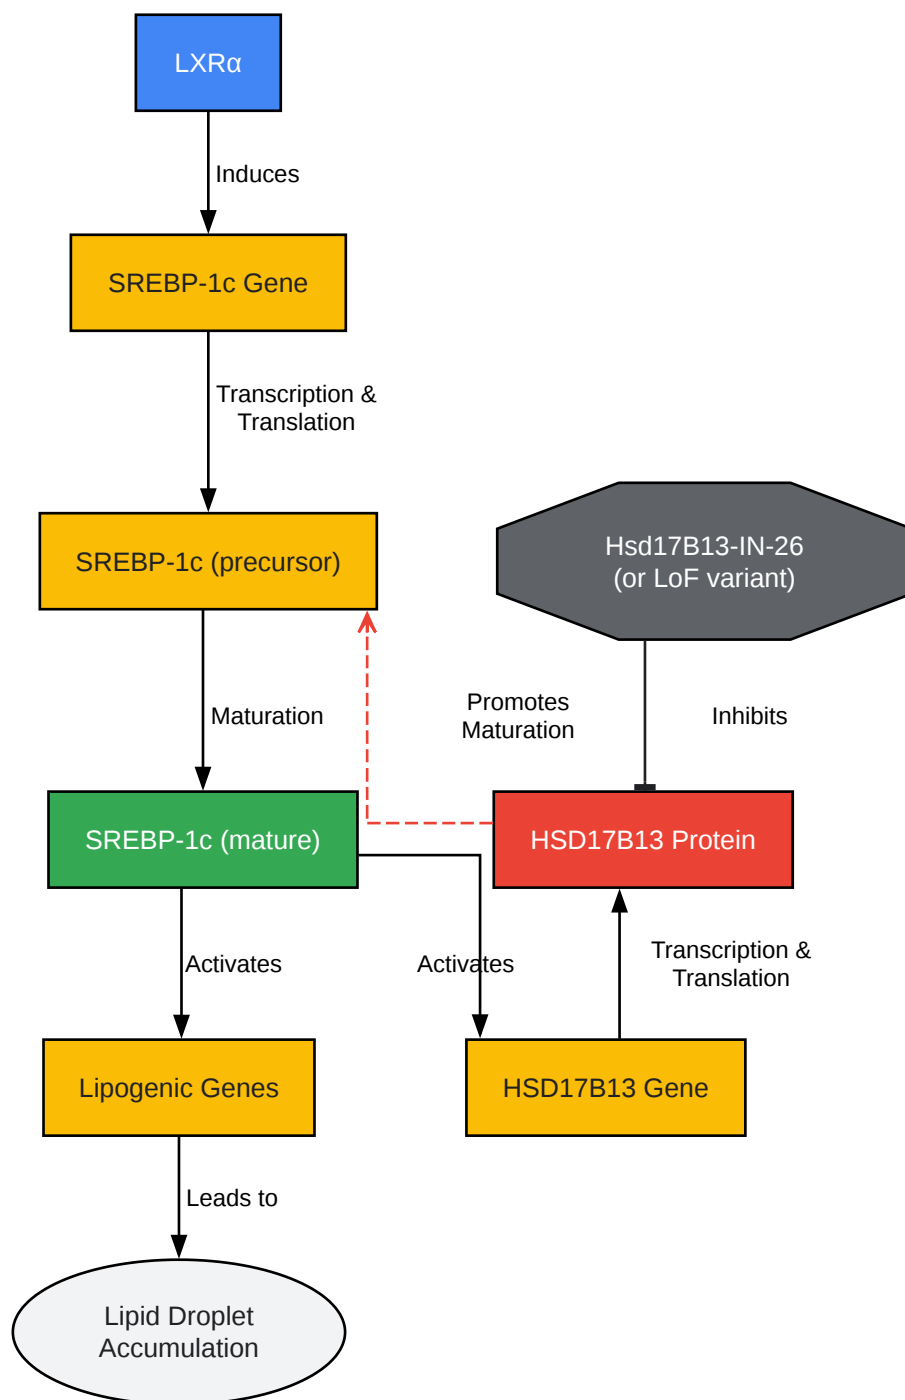 LXRα
Induces
SREBP-1c Gene
Transcription &
Translation
SREBP-1c (precursor)
Hsd17B13-IN-26
(or LoF variant)
Maturation
Promotes
Maturation
Inhibits
SREBP-1c (mature)
HSD17B13 Protein
Activates
Activates
Transcription &
Translation
Lipogenic Genes
HSD17B13 Gene
Leads to
Lipid Droplet
Accumulation